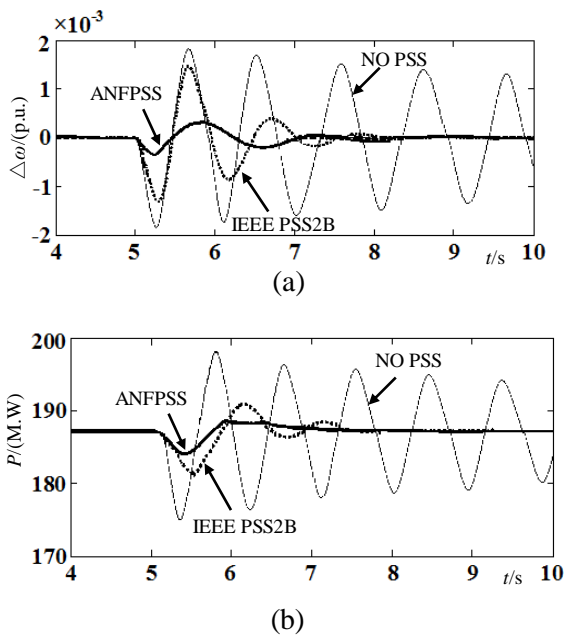 ×10⁻³
2
1
0
-1
-2
Δω/(p.u.)
ANFPSS
NO PSS
IEEE PSS2B
4 5 6 7 8 9 10
t/s
(a)
200
190
180
170
P/(M.W)
ANFPSS
NO PSS
IEEE PSS2B
4 5 6 7 8 9 10
t/s
(b)